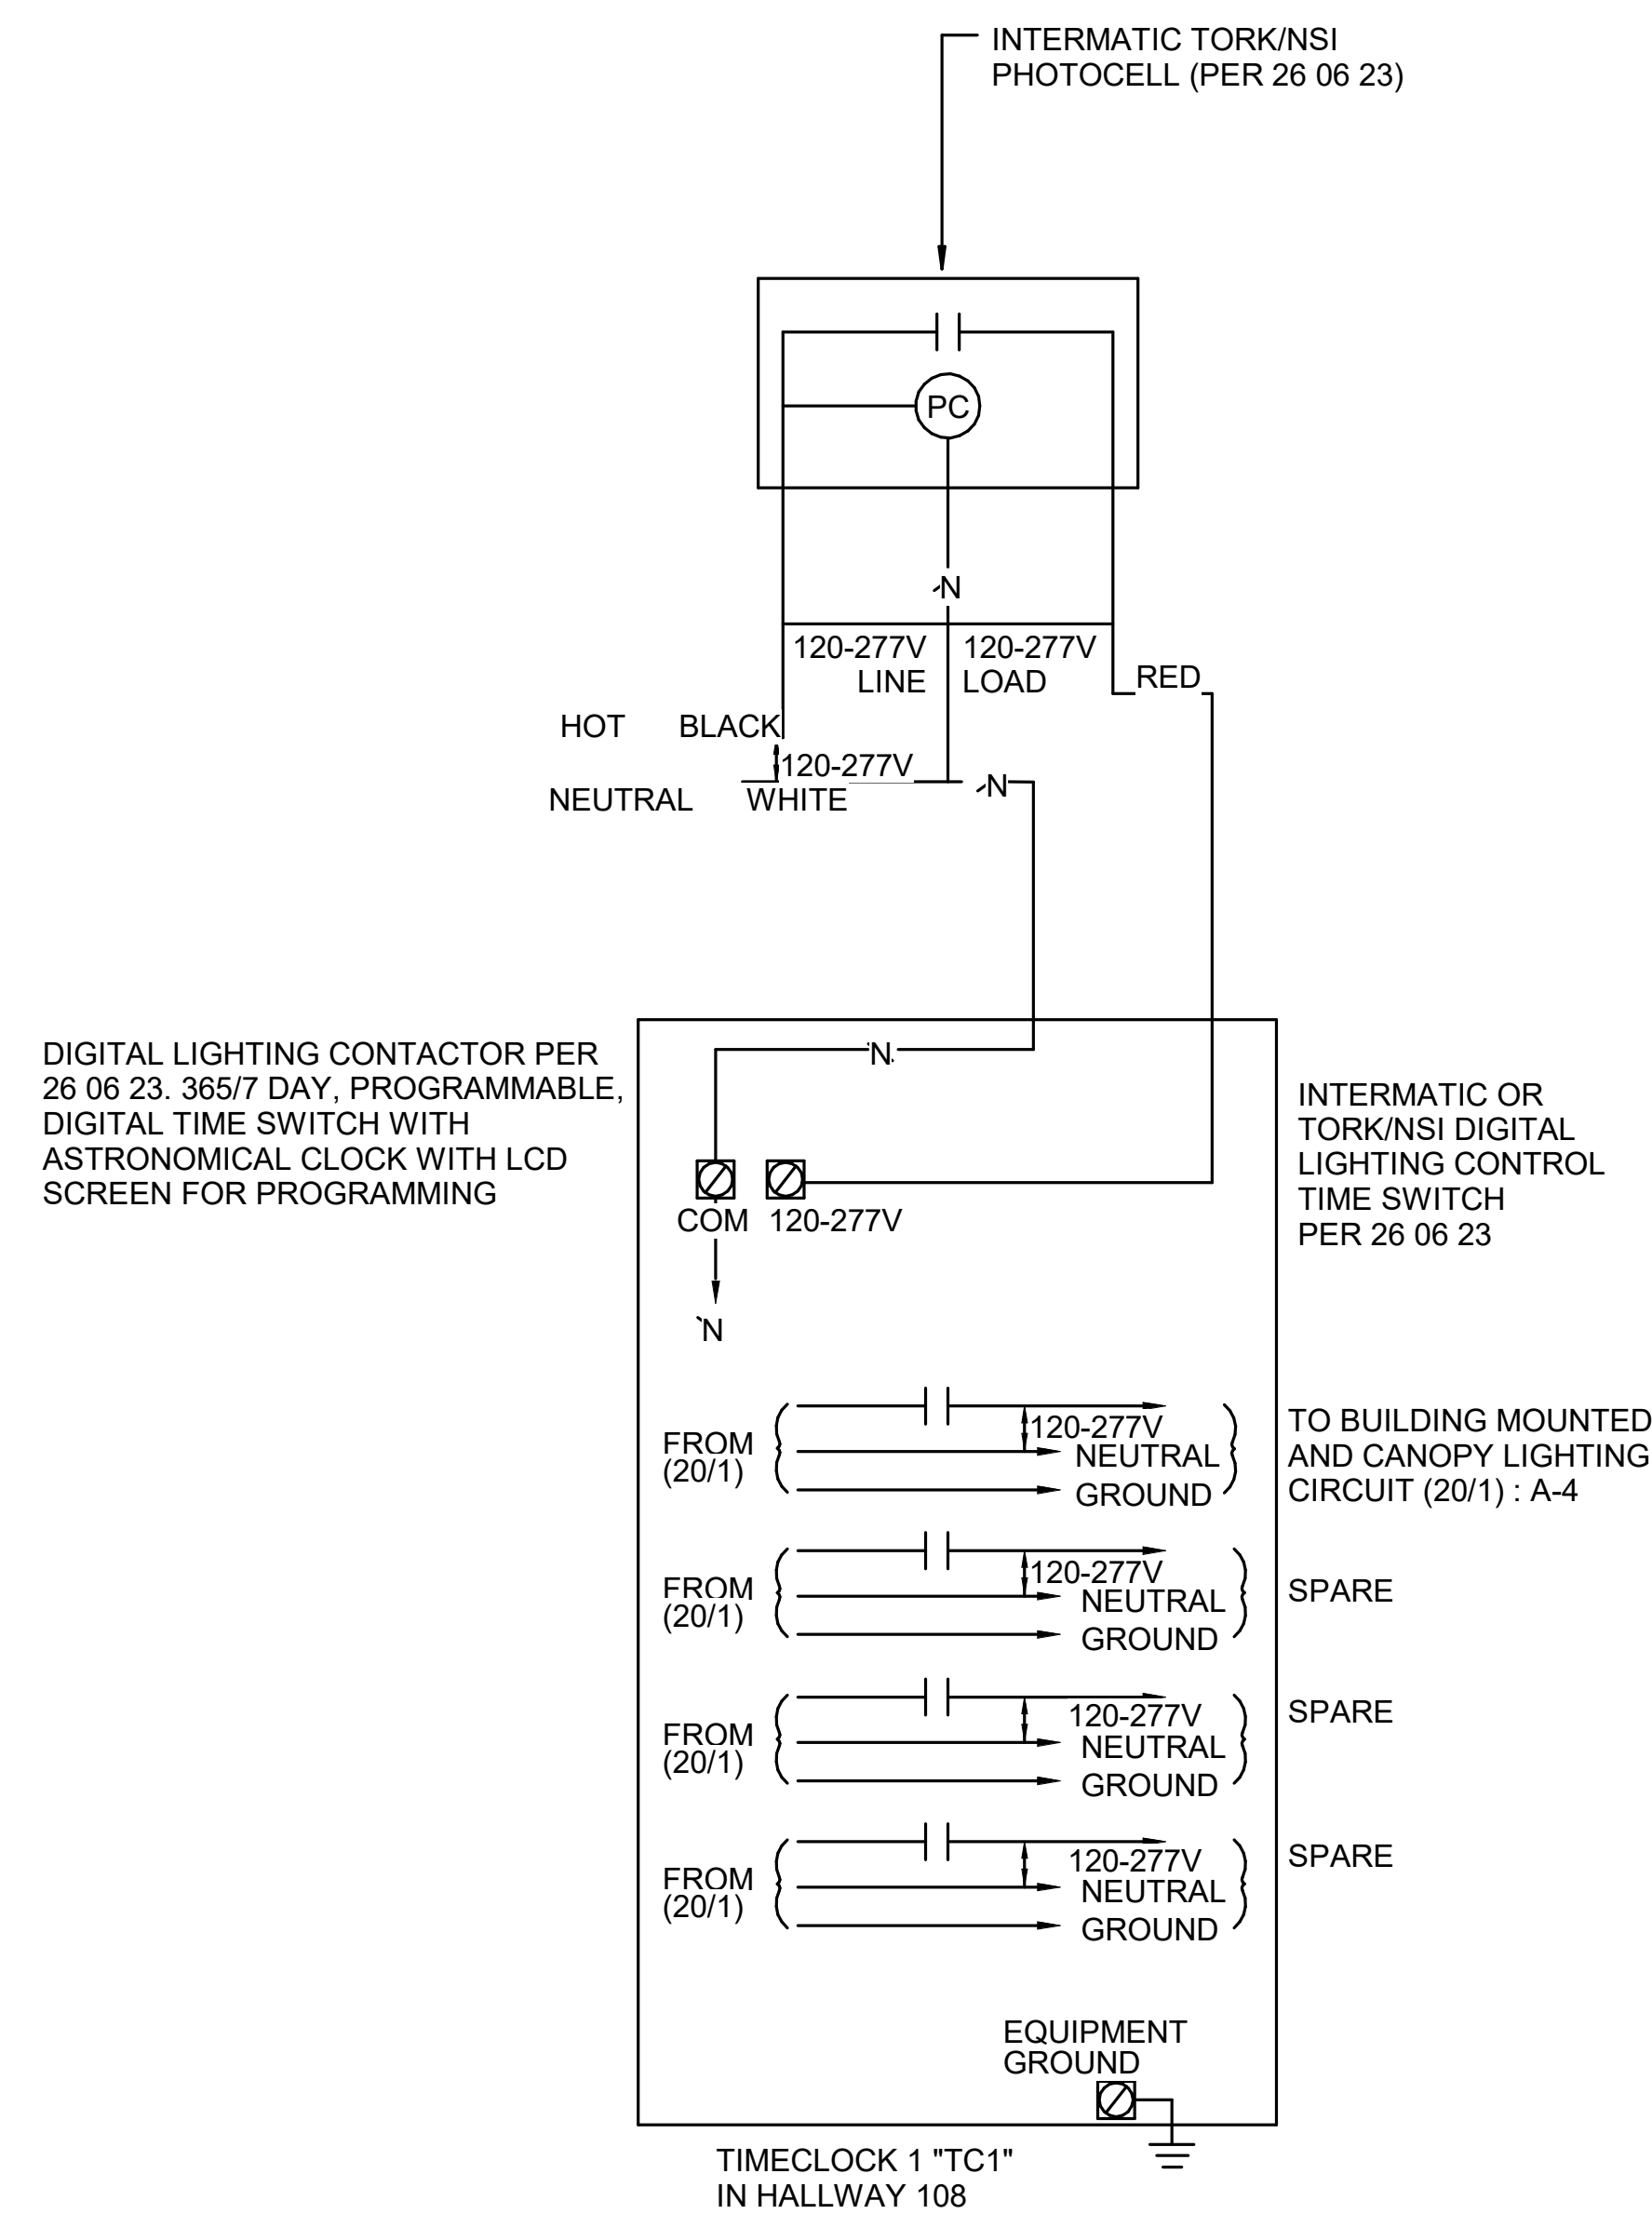 INTERMATIC TORK/NSI
PHOTOCELL (PER 26 06 23)
PC
N
120-277V
LINE
120-277V
LOAD
RED
HOT
BLACK
120-277V
NEUTRAL
WHITE
N
DIGITAL LIGHTING CONTACTOR PER
26 06 23. 365/7 DAY, PROGRAMMABLE,
DIGITAL TIME SWITCH WITH
ASTRONOMICAL CLOCK WITH LCD
SCREEN FOR PROGRAMMING
N
INTERMATIC OR
TORK/NSI DIGITAL
LIGHTING CONTROL
TIME SWITCH
PER 26 06 23
COM
120-277V
N
FROM
(20/1)
120-277V
NEUTRAL
GROUND
TO BUILDING MOUNTED
AND CANOPY LIGHTING
CIRCUIT (20/1) : A-4
FROM
(20/1)
120-277V
NEUTRAL
GROUND
SPARE
FROM
(20/1)
120-277V
NEUTRAL
GROUND
SPARE
FROM
(20/1)
120-277V
NEUTRAL
GROUND
SPARE
EQUIPMENT
GROUND
TIMECLOCK 1 "TC1"
IN HALLWAY 108